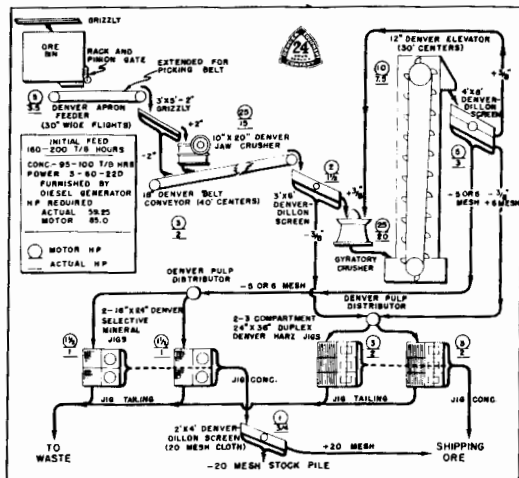 GRIZZLY
ORE
BIN
RACK AND
PINION GATE
EXTENDED FOR
PICKING BELT
5
3.5
DENVER APRON
FEEDER
(30" WIDE FLIGHTS)
3'X5'-2"
GRIZZLY
+2"
-2"
25
15
10"X20" DENVER
JAW CRUSHER
18" DENVER BELT
CONVEYOR (40' CENTERS)
3
2
DENVER
24
12" DENVER ELEVATOR
(50' CENTERS)
10
7.5
+3/8"
4'X8'
DENVER-
DILLON
SCREEN
5
3
-5 OR 6
MESH
-3/8"
+6 MESH
INITIAL FEED
160-200 T/8 HOURS
CONC-95-100 T/8 HRS
POWER 3-60-220
FURNISHED BY
DIESEL GENERATOR
HP REQUIRED
ACTUAL 59.25
MOTOR 85.0
MOTOR HP
ACTUAL HP
2
1 1/2
3'X6'
DENVER-
DILLON
SCREEN
+3/8"
-3/8"
25
20
GYRATORY
CRUSHER
DENVER PULP
DISTRIBUTOR
-5 OR 6 MESH
DENVER PULP
DISTRIBUTOR
2-16"X24" DENVER
SELECTIVE
MINERAL
JIGS
1 1/2
1
1 1/2
1
2-3 COMPARTMENT
24"X36" DUPLEX
DENVER HARZ JIGS
3
2
3
2
JIG TAILING
JIG CONC.
JIG TAILING
JIG
CONC.
TO
WASTE
2'X4' DENVER
DILLON SCREEN
(20 MESH CLOTH)
1
3/4
+20 MESH
-20 MESH STOCK PILE
SHIPPING
ORE